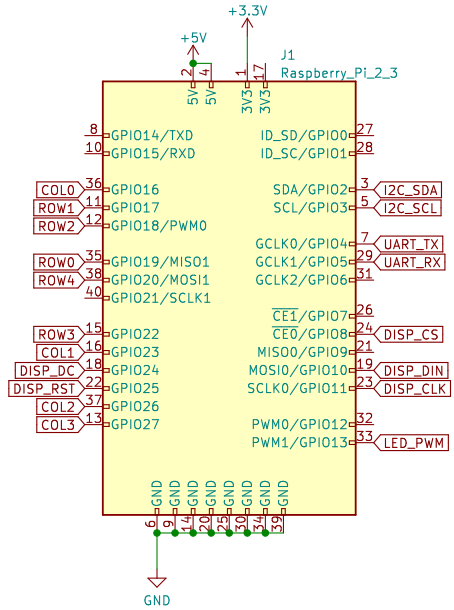 +3.3V
+5V
J1
Raspberry_Pi_2_3
2 4 1 17
5V 5V 3V3 3V3
8 GPIO14/TXD ID_SD/GPIO0 27
10 GPIO15/RXD ID_SC/GPIO1 28
COL0 36 GPIO16 SDA/GPIO2 3 I2C_SDA
ROW1 11 GPIO17 SCL/GPIO3 5 I2C_SCL
ROW2 12 GPIO18/PWM0
GCLK0/GPIO4 7 UART_TX
ROW0 35 GPIO19/MISO1 GCLK1/GPIO5 29 UART_RX
ROW4 38 GPIO20/MOSI1 GCLK2/GPIO6 31
40 GPIO21/SCLK1
CE1/GPIO7 26
ROW3 15 GPIO22 CE0/GPIO8 24 DISP_CS
COL1 16 GPIO23 MISO0/GPIO9 21
DISP_DC 18 GPIO24 MOSI0/GPIO10 19 DISP_DIN
DISP_RST 22 GPIO25 SCLK0/GPIO11 23 DISP_CLK
COL2 37 GPIO26
COL3 13 GPIO27 PWM0/GPIO12 32
PWM1/GPIO13 33 LED_PWM
GND GND GND GND GND GND GND GND
6 9 14 20 25 30 34 39
GND